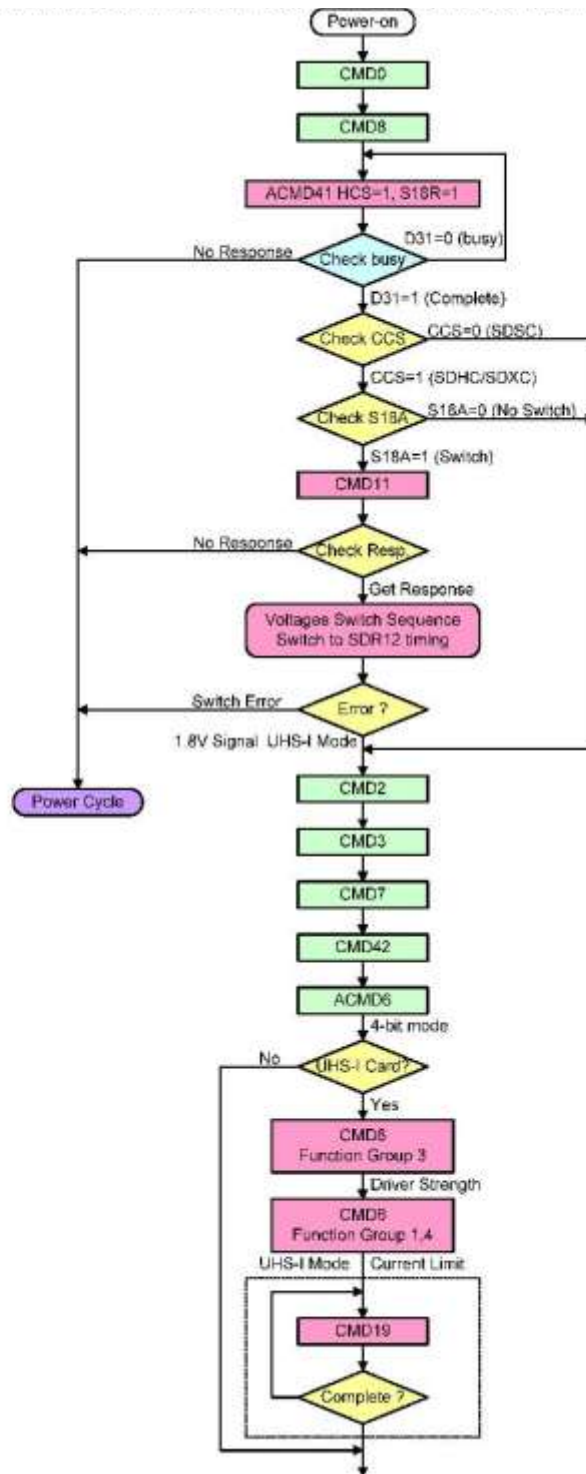 Power-on
CMD0
CMD8
ACMD41 HCS=1, S18R=1
D31=0 (busy)
No Response
Check busy
D31=1 (Complete)
Check CCS
CCS=0 (SDSC)
CCS=1 (SDHC/SDXC)
Check S18A
S18A=0 (No Switch)
S18A=1 (Switch)
CMD11
No Response
Check Resp.
Get Response
Voltages Switch Sequence
Switch to SDR12 timing
Switch Error
Error ?
1.8V Signal UHS-I Mode
Power Cycle
CMD2
CMD3
CMD7
CMD42
ACMD6
4-bit mode
No
UHS-I Card?
Yes
CMD6
Function Group 3
Driver Strength
CMD6
Function Group 1,4
UHS-I Mode
Current Limit
CMD19
Complete ?